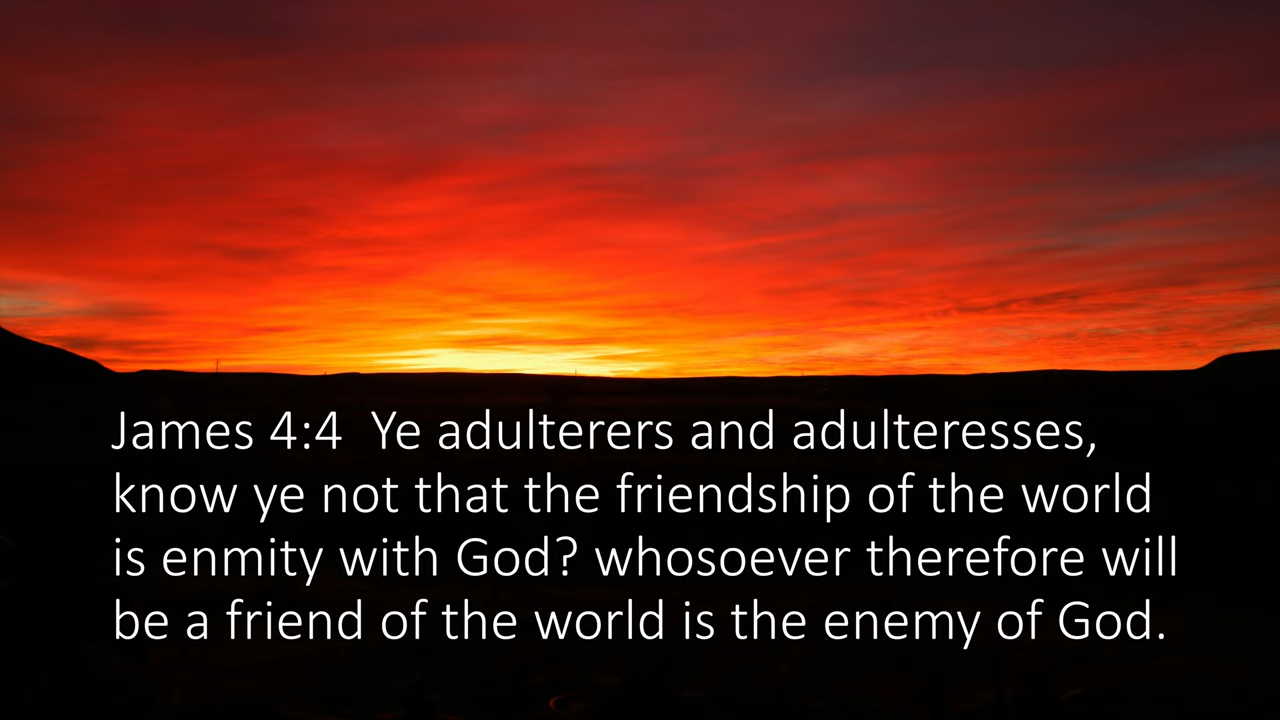 James 4:4  Ye adulterers and adulteresses,
know ye not that the friendship of the world
is enmity with God? whosoever therefore will
be a friend of the world is the enemy of God.